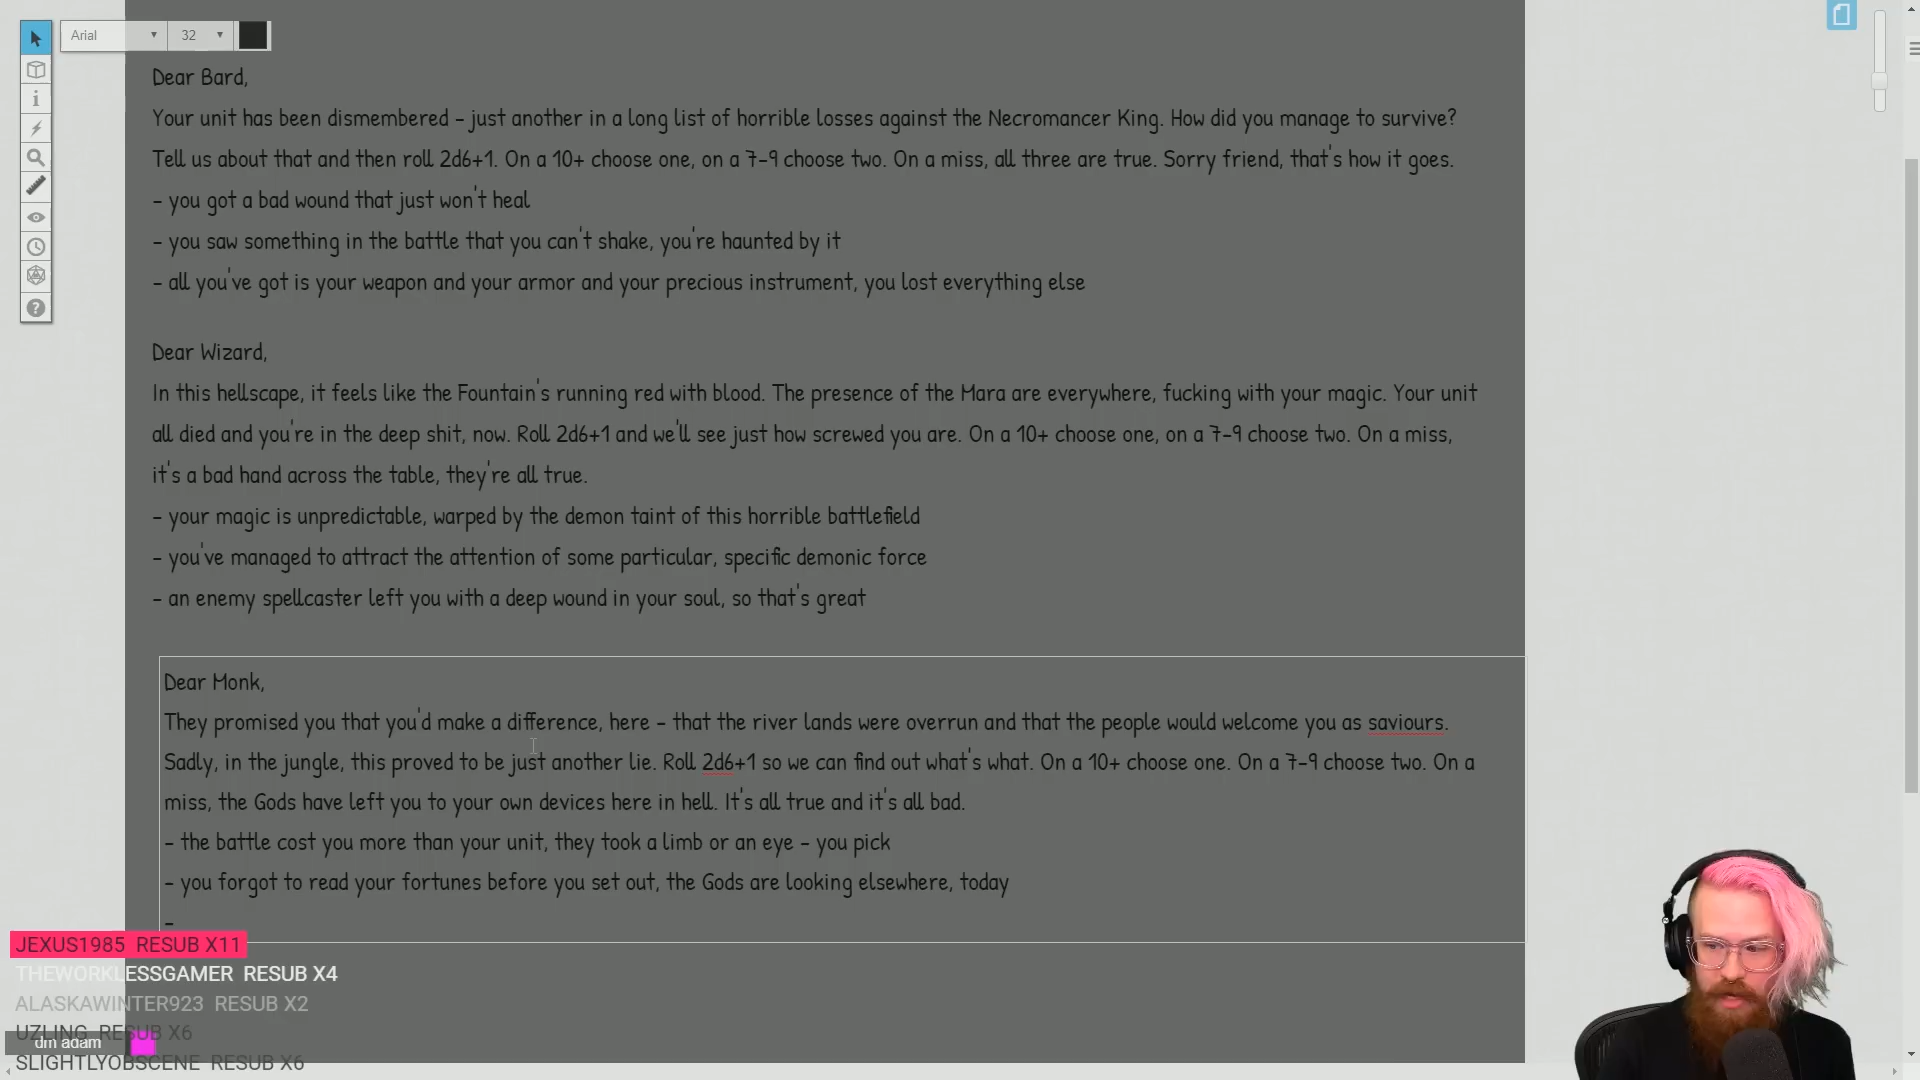 Arial
32
Dear Bard,
Your unit has been dismembered - just another in a long list of horrible losses against the Necromancer King. How did you manage to survive?
Tell us about that and then roll 2d6+1. On a 10+ choose one, on a 7-9 choose two. On a miss, all three are true. Sorry friend, that's how it goes.
- you got a bad wound that just won't heal
- you saw something in the battle that you can't shake, you're haunted by it
- all you've got is your weapon and your armor and your precious instrument, you lost everything else
Dear Wizard,
In this hellscape, it feels like the Fountain's running red with blood. The presence of the Mara are everywhere, fucking with your magic. Your unit
all died and you're in the deep shit, now. Roll 2d6+1 and we'll see just how screwed you are. On a 10+ choose one, on a 7-9 choose two. On a miss,
it's a bad hand across the table, they're all true.
- your magic is unpredictable, warped by the demon taint of this horrible battlefield
- you've managed to attract the attention of some particular, specific demonic force
- an enemy spellcaster left you with a deep wound in your soul, so that's great
Dear Monk,
They promised you that you'd make a difference, here - that the river lands were overrun and that the people would welcome you as saviours.
Sadly, in the jungle, this proved to be just another lie. Roll 2d6+1 so we can find out what's what. On a 10+ choose one. On a 7-9 choose two. On a
miss, the Gods have left you to your own devices here in hell. It's all true and it's all bad.
- the battle cost you more than your unit, they took a limb or an eye - you pick
- you forgot to read your fortunes before you set out, the Gods are looking elsewhere, today
-
JEXUS1985 RESUB X11
THEWORKLESSGAMER RESUB X4
ALASKAWINTER923 RESUB X2
UZLING RESUB X6
dm adam
SLIGHTLYOBSCENE RESUB X6